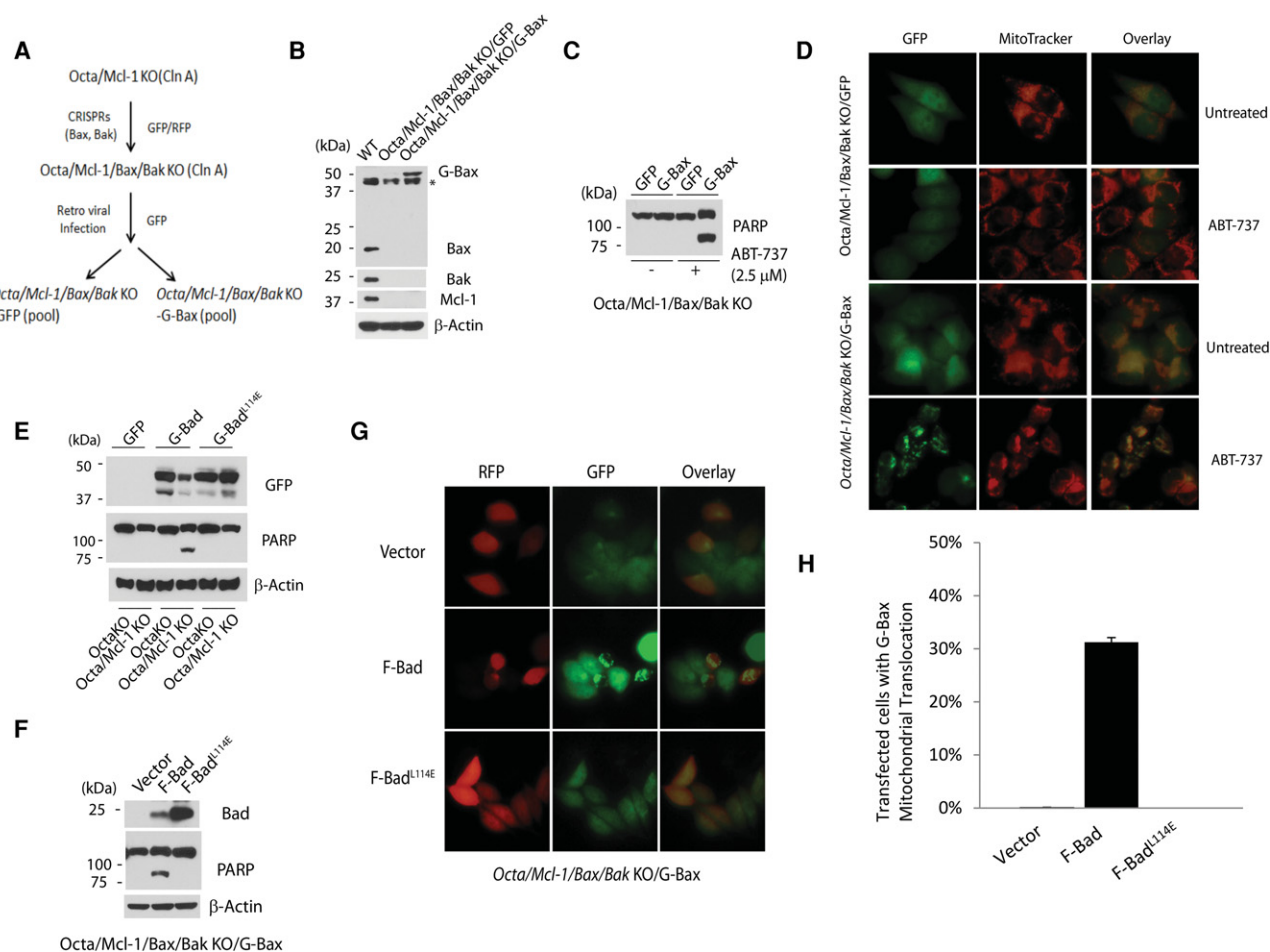 A
Octa/Mcl-1 KO(Cln A)
CRISPRs
(Bax, Bak)
GFP/RFP
Octa/Mcl-1/Bax/Bak KO (Cln A)
Retro viral
Infection
GFP
Octa/Mcl-1/Bax/Bak KO
GFP (pool)
Octa/Mcl-1/Bax/Bak KO
-G-Bax (pool)
B
(kDa)
WT
Octa/Mcl-1/Bax/Bak KO/GFP
Octa/Mcl-1/Bax/Bak KO/G-Bax
50 -
37 -
25 -
20 -
25 -
37 -
G-Bax
*
Bax
Bak
Mcl-1
β-Actin
C
(kDa)
GFP
G-Bax
GFP
G-Bax
100 -
75 -
PARP
ABT-737
(2.5 μM)
-
+
Octa/Mcl-1/Bax/Bak KO
D
GFP
MitoTracker
Overlay
Octa/Mcl-1/Bax/Bak KO/GFP
Untreated
ABT-737
Octa/Mcl-1/Bax/Bak KO/G-Bax
Untreated
ABT-737
E
(kDa)
GFP
G-Bad
G-Bad^L114E
50 -
37 -
GFP
100 -
75 -
PARP
β-Actin
OctaKO
Octa/Mcl-1 KO
OctaKO
Octa/Mcl-1 KO
OctaKO
Octa/Mcl-1 KO
F
(kDa)
Vector
F-Bad
F-Bad^L114E
25 -
Bad
100 -
75 -
PARP
β-Actin
Octa/Mcl-1/Bax/Bak KO/G-Bax
G
RFP
GFP
Overlay
Vector
F-Bad
F-Bad^L114E
Octa/Mcl-1/Bax/Bak KO/G-Bax
H
Transfected cells with G-Bax
Mitochondrial Translocation
50%
40%
30%
20%
10%
0%
Vector
F-Bad
F-Bad^L114E